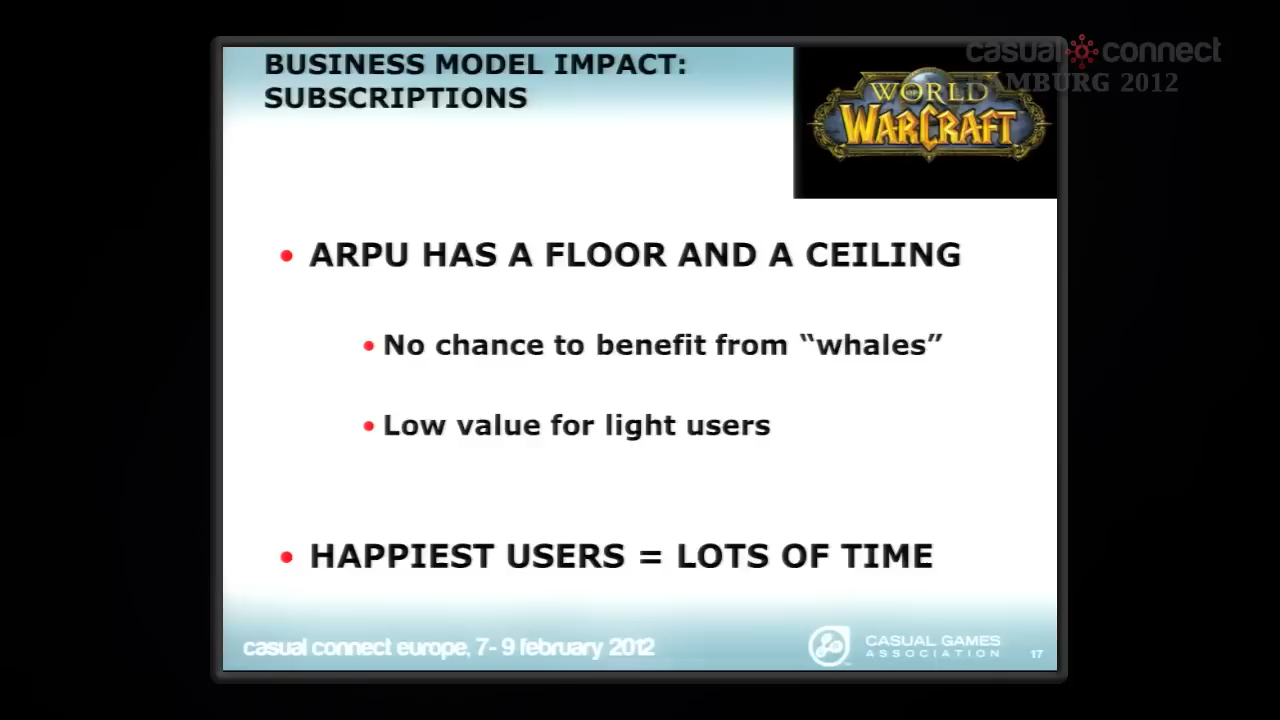 casual connect
HAMBURG 2012
BUSINESS MODEL IMPACT:
SUBSCRIPTIONS
WORLD
OF
WARCRAFT
• ARPU HAS A FLOOR AND A CEILING
• No chance to benefit from “whales”
• Low value for light users
• HAPPIEST USERS = LOTS OF TIME
casual connect europe, 7- 9 february 2012
CASUAL GAMES
ASSOCIATION
17